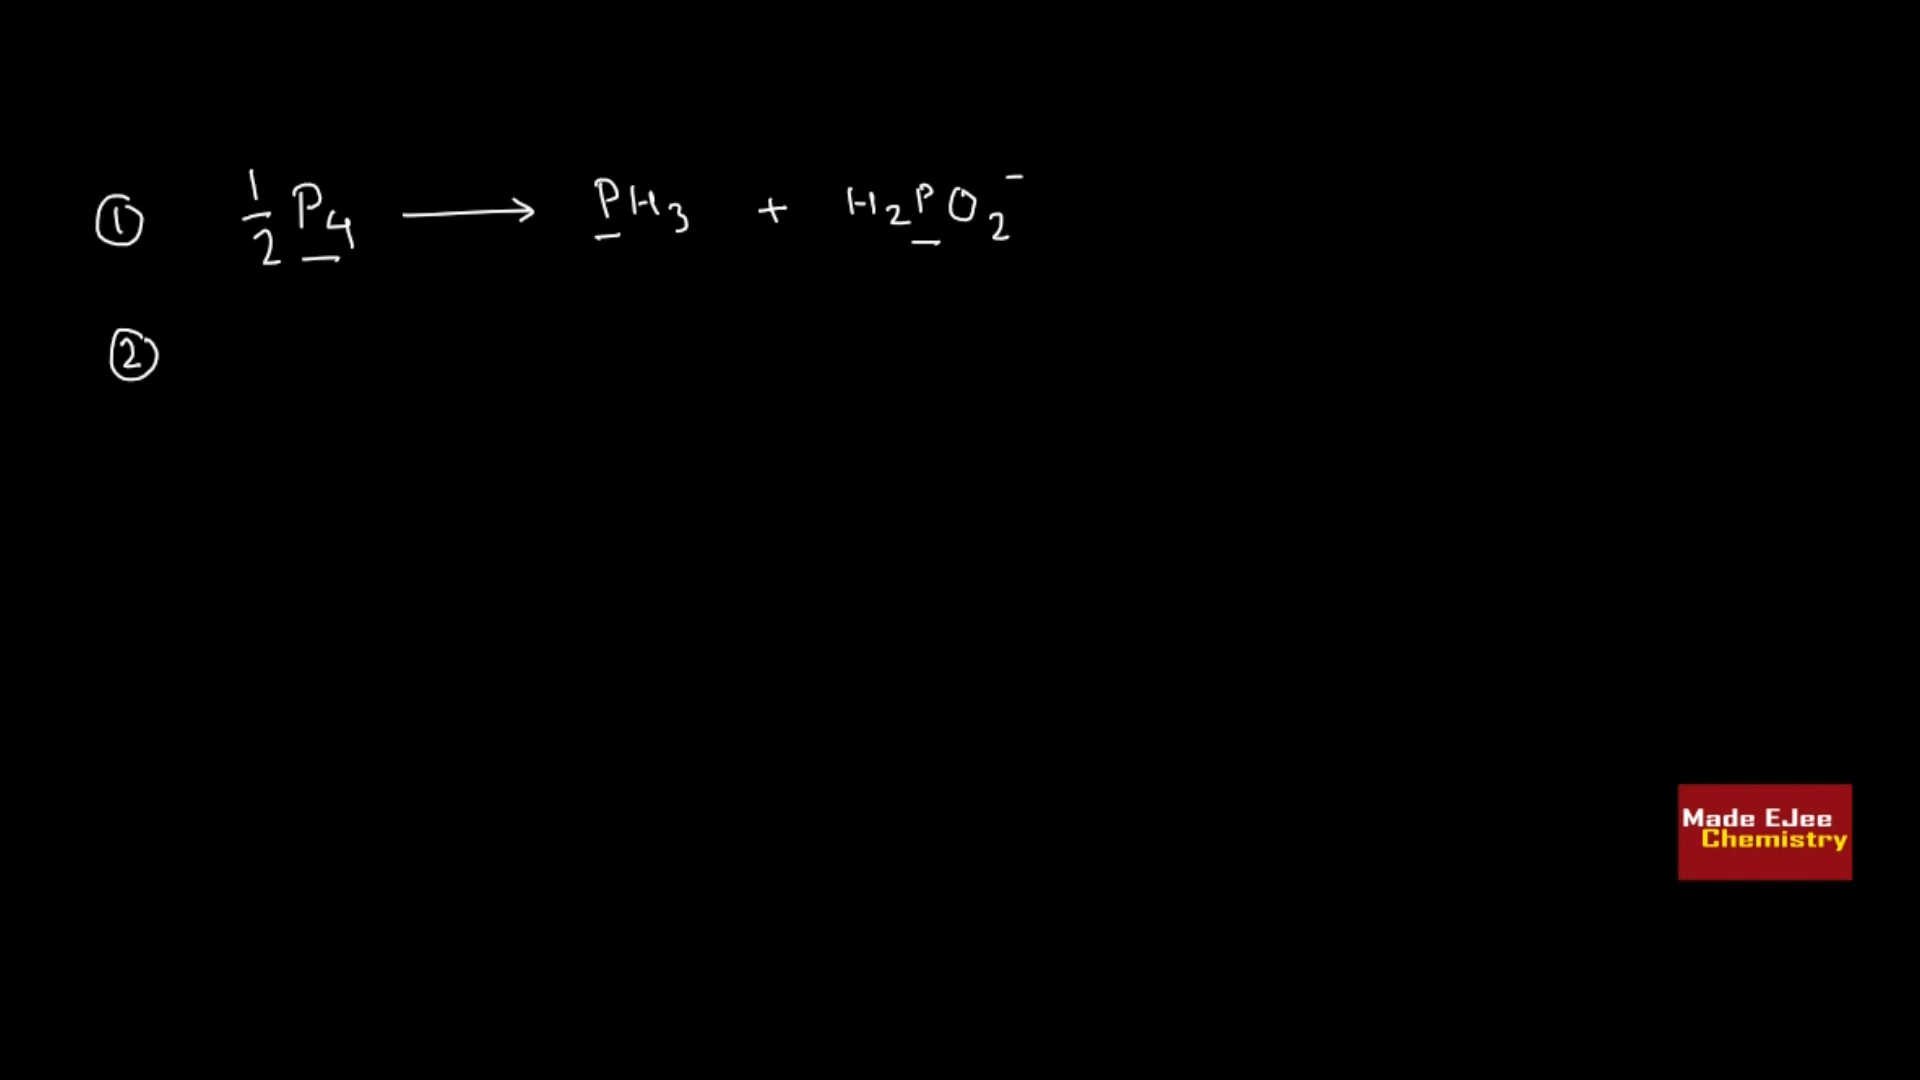 ① ½ P₄ ⟶ PH₃ + H₂PO₂⁻
②
Made EJee
Chemistry